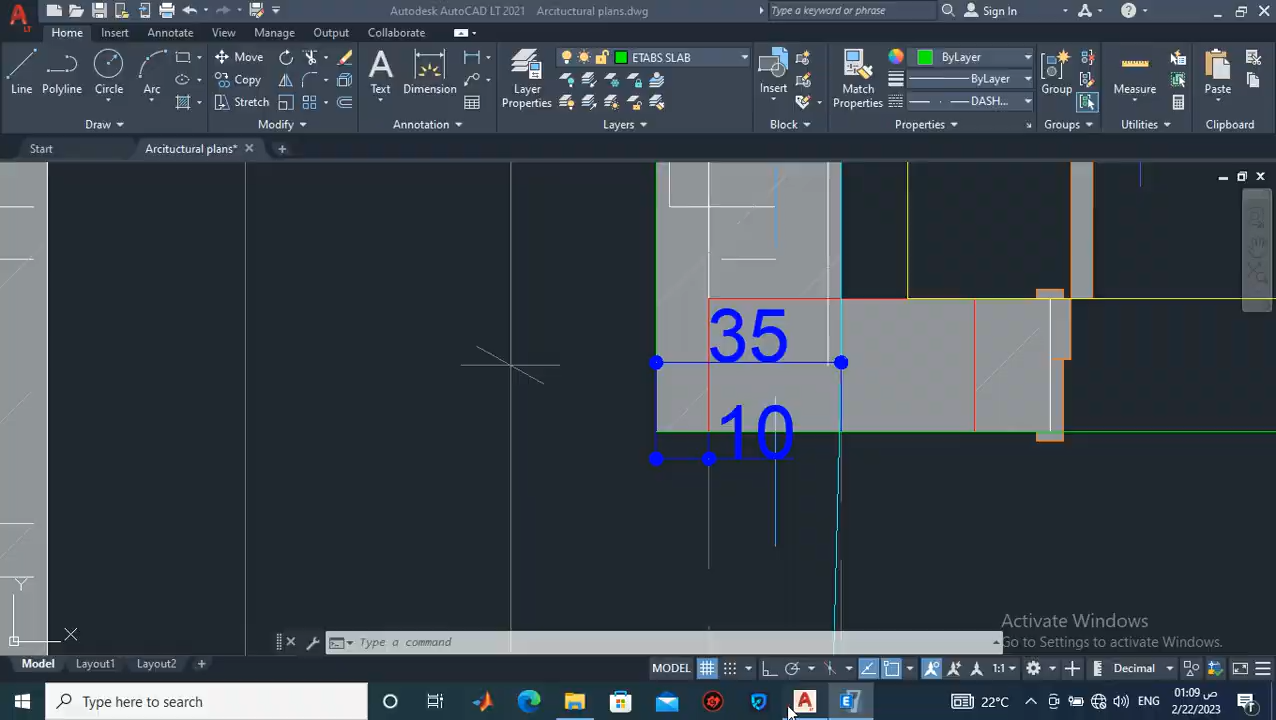 Autodesk AutoCAD LT 2021 Arcituctural plans.dwg
Type a keyword or phrase
Sign In
LT
Home Insert Annotate View Manage Output Collaborate
Line Polyline Circle Arc
Move
Copy
Stretch
Text Dimension
Layer Properties
ETABS SLAB
Insert
Match Properties
ByLayer
ByLayer
DASH...
Group
Measure
Paste
Draw Modify Annotation Layers Block Properties Groups Utilities Clipboard
Start Arcituctural plans*
35
10
Y
X
Activate Windows
Go to Settings to activate Windows.
Type a command
Model Layout1 Layout2
MODEL 1:1 Decimal
Type here to search
22°C
ENG
01:09 ص
2/22/2023
1